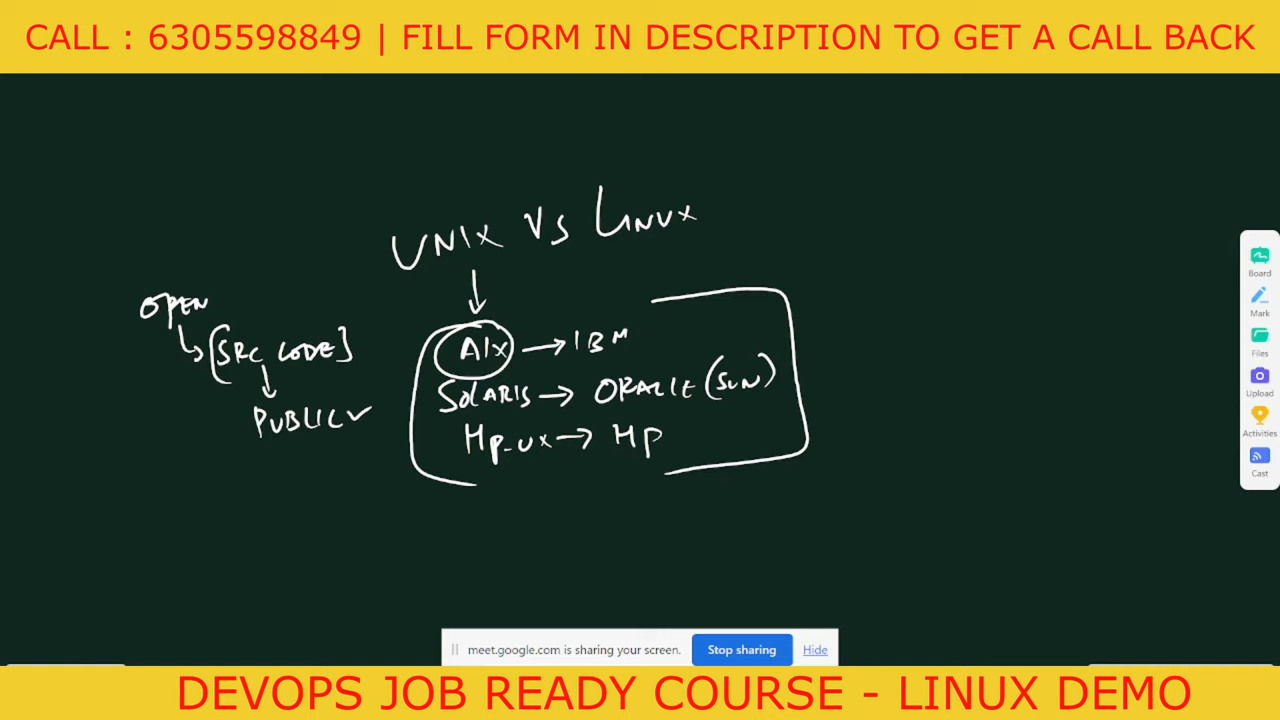 CALL : 6305598849 | FILL FORM IN DESCRIPTION TO GET A CALL BACK
UNIX VS LINUX
OPEN
[SRC CODE]
PUBLIC
AIX → IBM
SOLARIS → ORACLE (SUN)
HP-UX → HP
Board
Mark
Files
Upload
Activities
Cast
meet.google.com is sharing your screen.
Stop sharing
Hide
DEVOPS JOB READY COURSE - LINUX DEMO